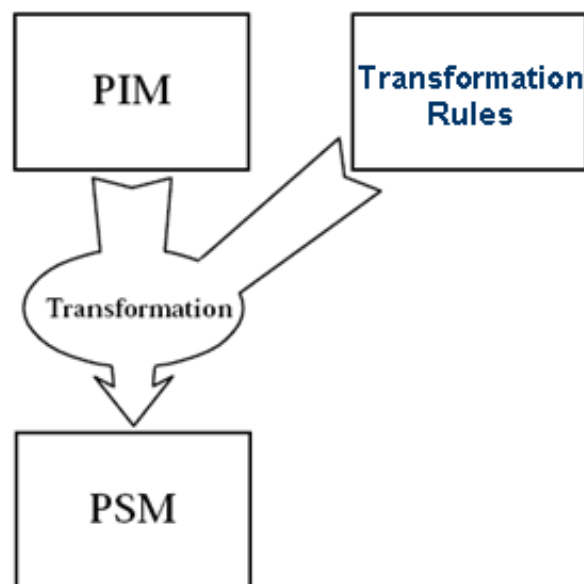 PIM
Transformation
Rules
Transformation
PSM